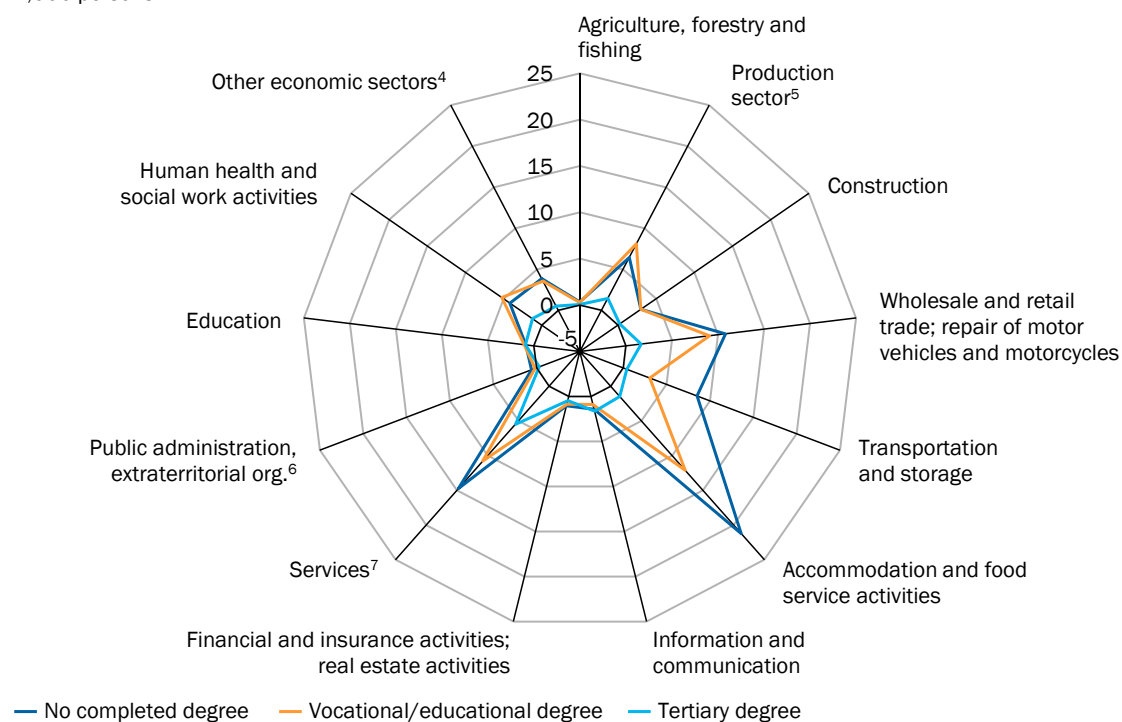 Agriculture, forestry and
fishing
Production
sector⁵
Construction
Wholesale and retail
trade; repair of motor
vehicles and motorcycles
Transportation
and storage
Accommodation and food
service activities
Information and
communication
Financial and insurance activities;
real estate activities
Services⁷
Public administration,
extraterritorial org.⁶
Education
Human health and
social work activities
Other economic sectors⁴
25
20
15
10
5
0
-5
No completed degree
Vocational/educational degree
Tertiary degree